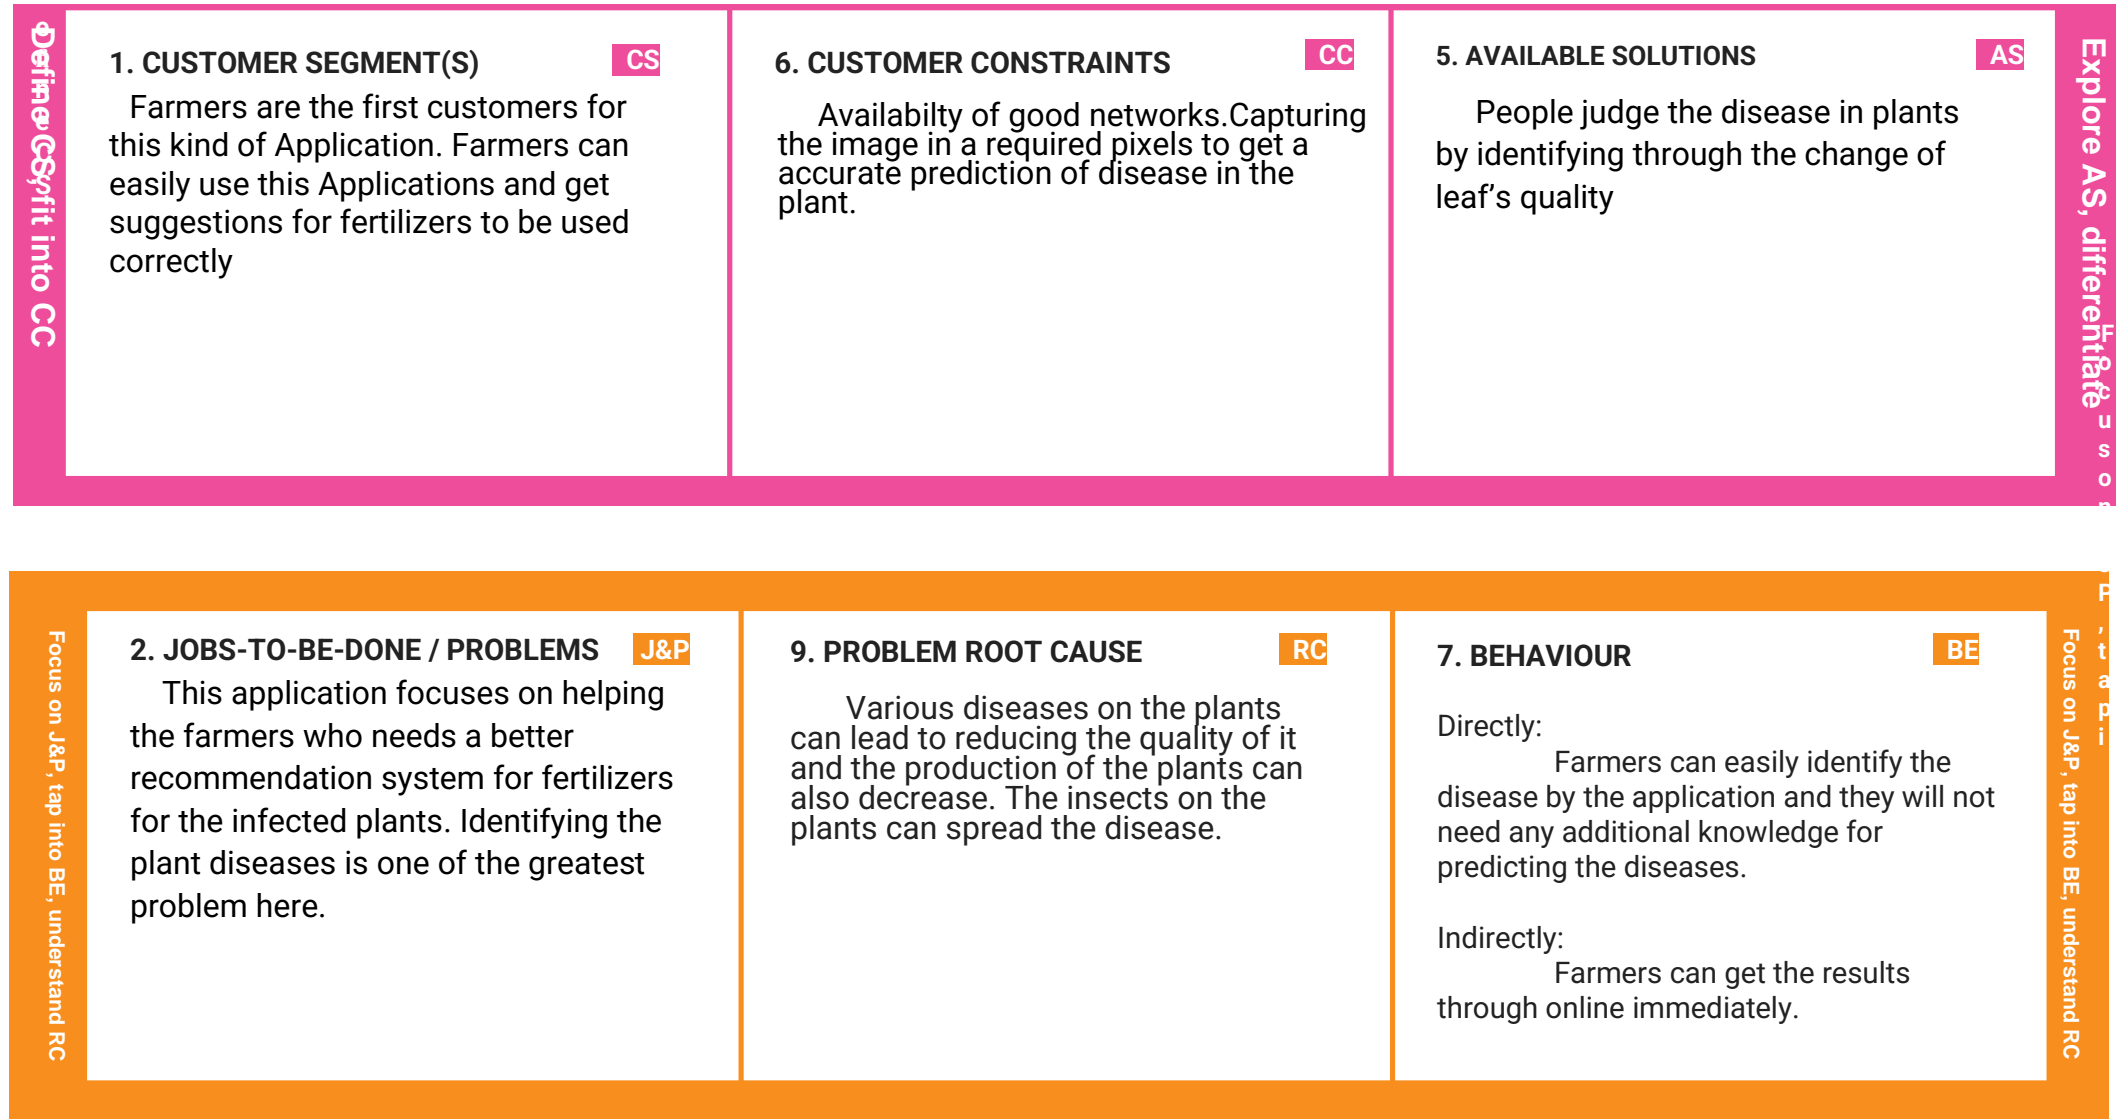 Define CS, fit into CC
1. CUSTOMER SEGMENT(S)
CS
Farmers are the first customers for
this kind of Application. Farmers can
easily use this Applications and get
suggestions for fertilizers to be used
correctly
6. CUSTOMER CONSTRAINTS
CC
Availabilty of good networks.Capturing
the image in a required pixels to get a
accurate prediction of disease in the
plant.
5. AVAILABLE SOLUTIONS
AS
People judge the disease in plants
by identifying through the change of
leaf’s quality
Explore AS, differentiate
Focus on J&P, tap into BE, understand RC
2. JOBS-TO-BE-DONE / PROBLEMS
J&P
This application focuses on helping
the farmers who needs a better
recommendation system for fertilizers
for the infected plants. Identifying the
plant diseases is one of the greatest
problem here.
9. PROBLEM ROOT CAUSE
RC
Various diseases on the plants
can lead to reducing the quality of it
and the production of the plants can
also decrease. The insects on the
plants can spread the disease.
7. BEHAVIOUR
BE
Directly:
Farmers can easily identify the
disease by the application and they will not
need any additional knowledge for
predicting the diseases.
Indirectly:
Farmers can get the results
through online immediately.
Focus on J&P, tap into BE, understand RC